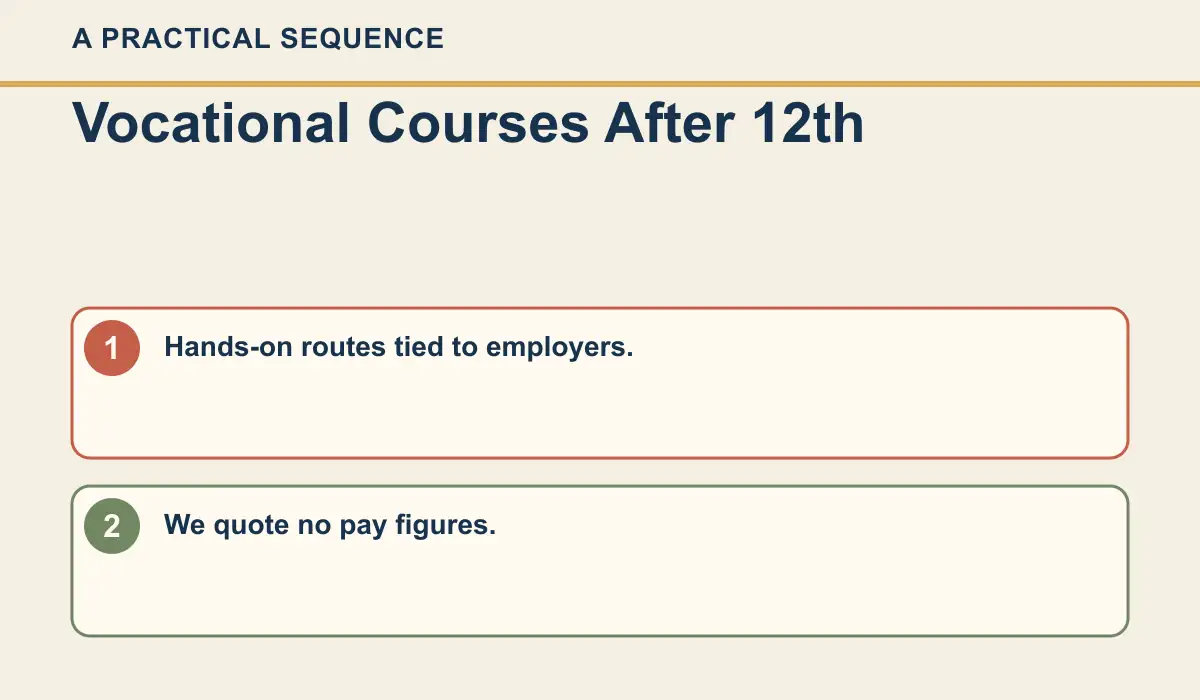 A PRACTICAL SEQUENCE
Vocational Courses After 12th
1 Hands-on routes tied to employers.
2 We quote no pay figures.